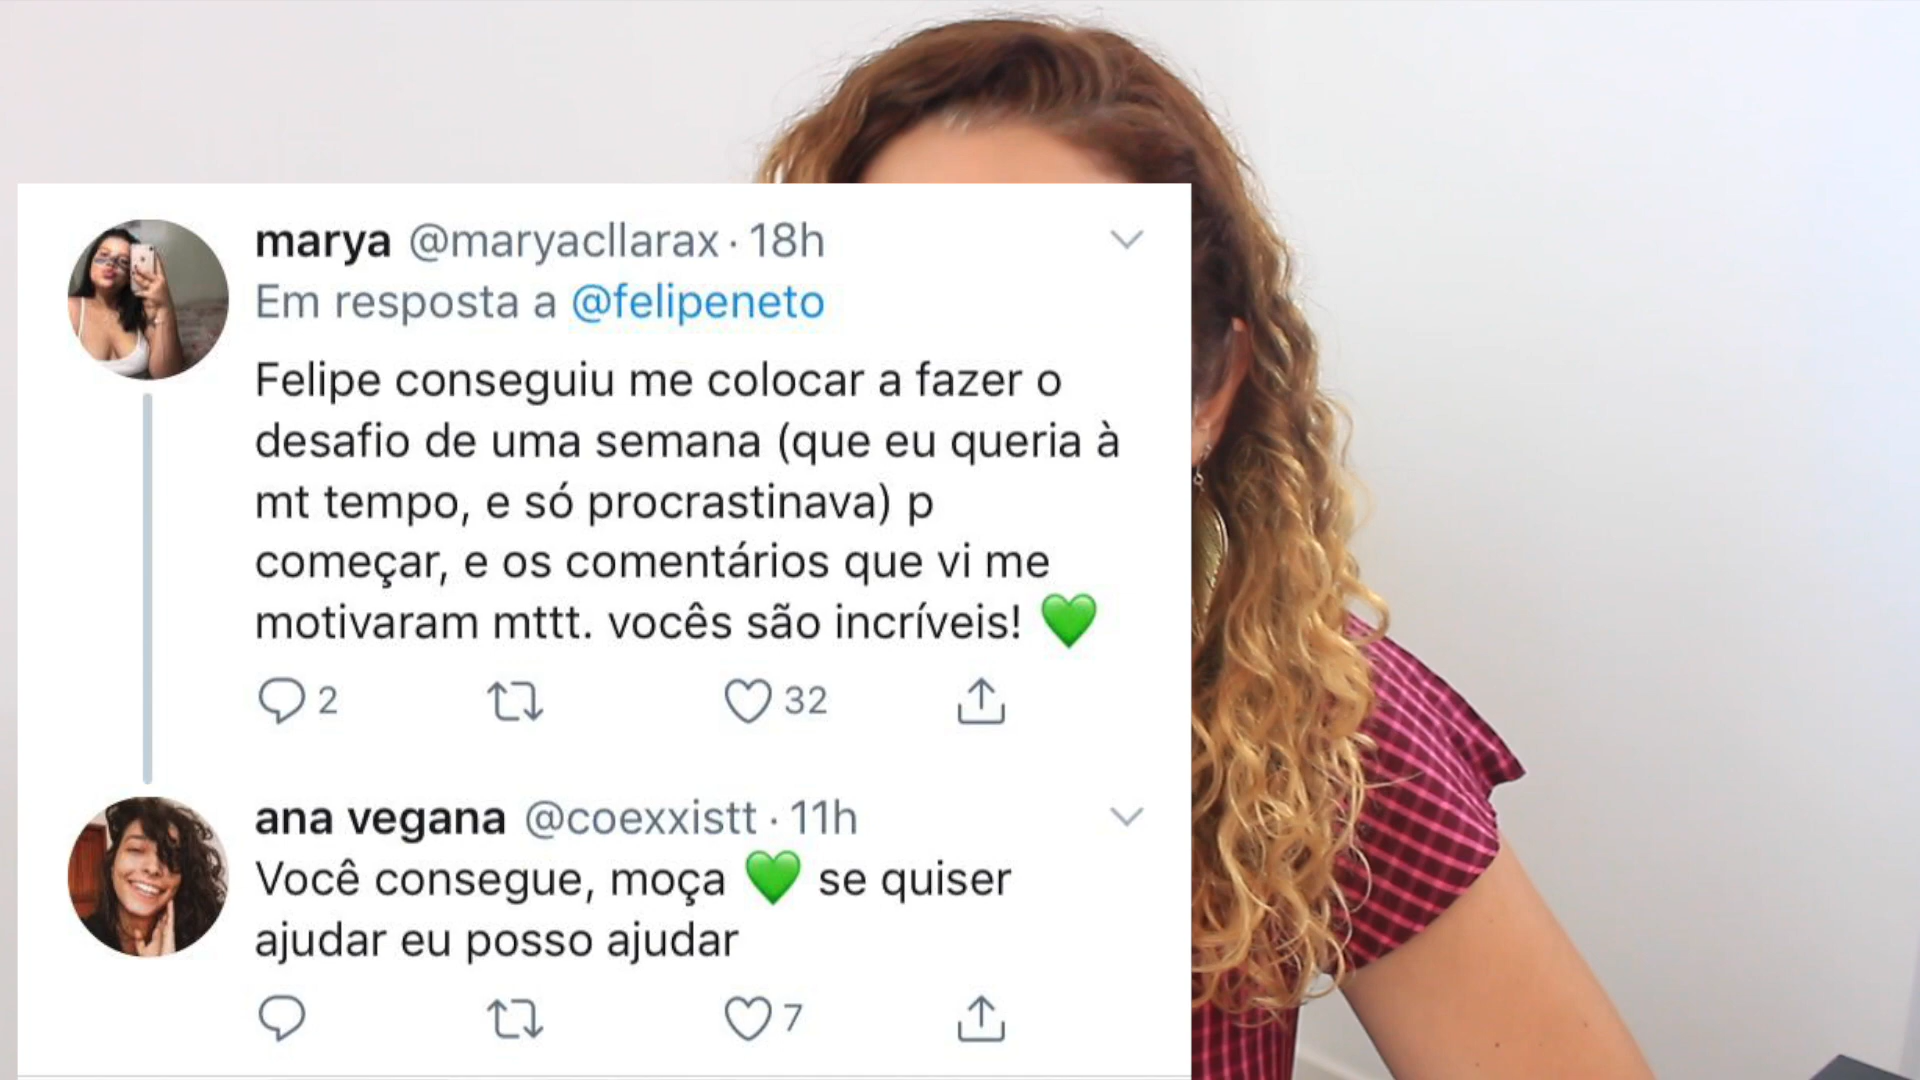 marya @maryacllarax · 18h
Em resposta a @felipeneto
Felipe conseguiu me colocar a fazer o
desafio de uma semana (que eu queria à
mt tempo, e só procrastinava) p
começar, e os comentários que vi me
motivaram mttt. vocês são incríveis! 💚
2 32
ana vegana @coexxistt · 11h
Você consegue, moça 💚 se quiser
ajudar eu posso ajudar
7